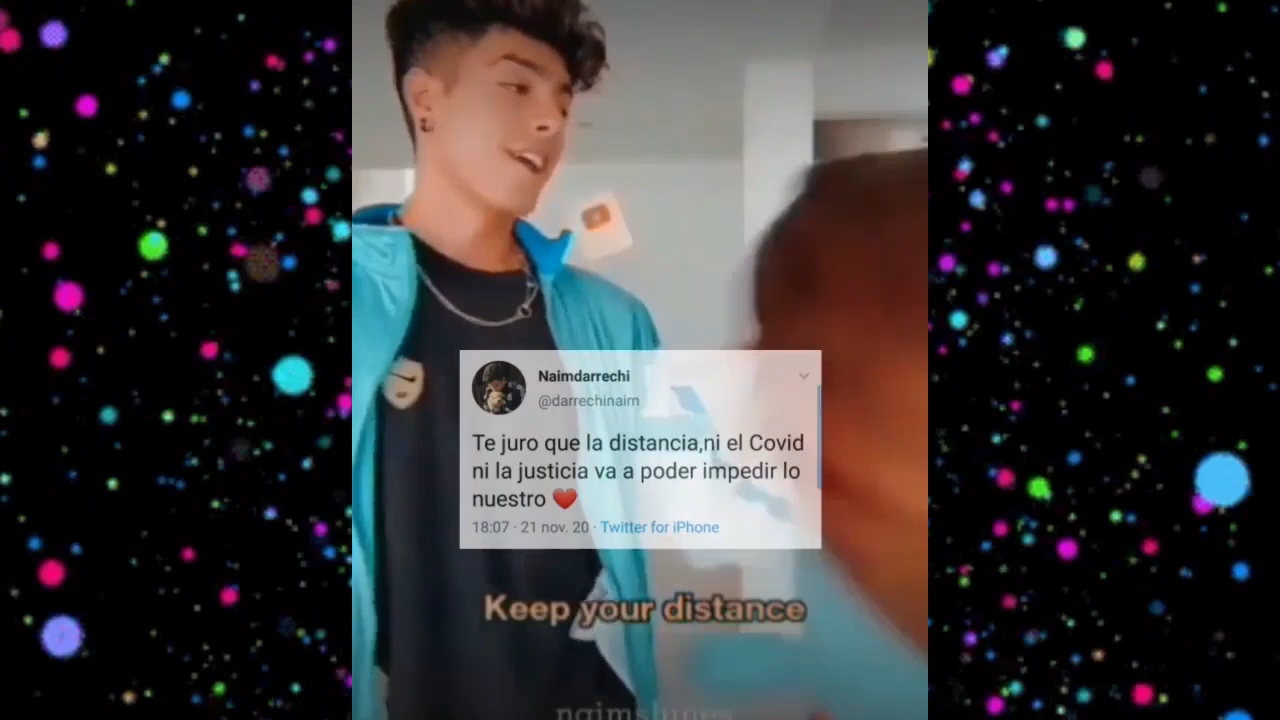 Naimdarrechi
@darrechinaim
Te juro que la distancia,ni el Covid
ni la justicia va a poder impedir lo
nuestro ❤️
18:07 · 21 nov. 20 · Twitter for iPhone
Keep your distance